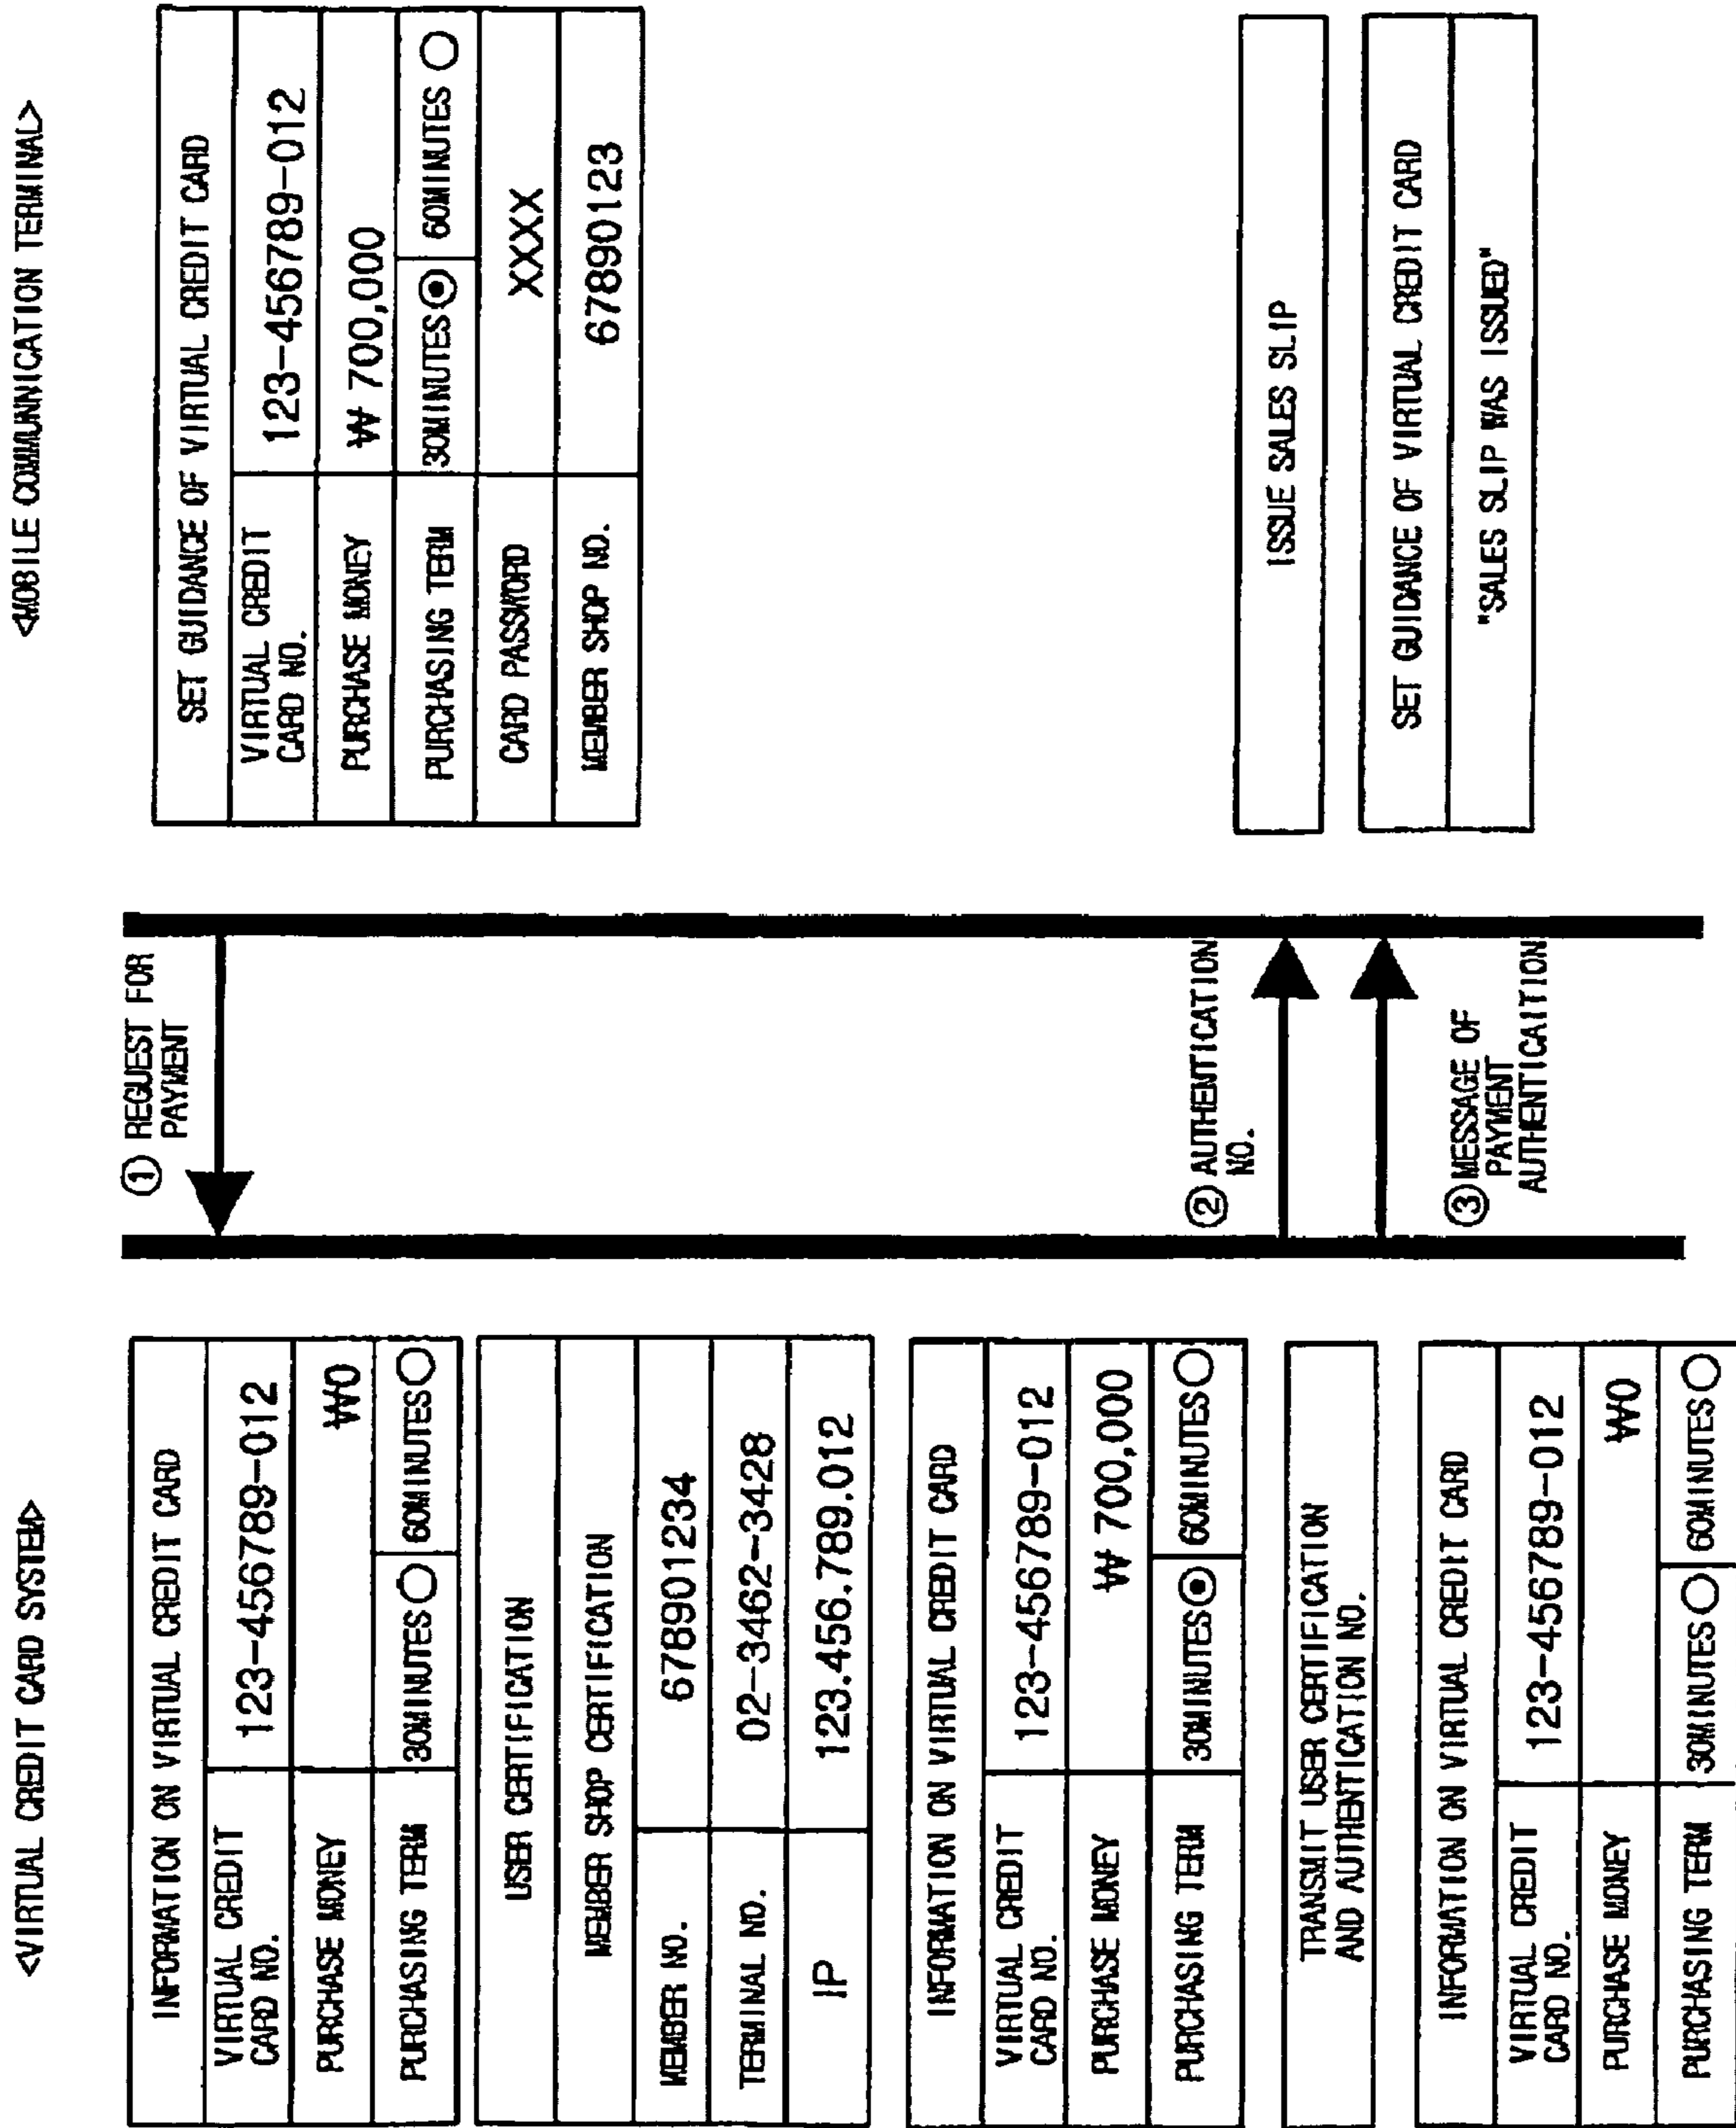 <VIRTUAL CREDIT CARD SYSTEM>
INFORMATION ON VIRTUAL CREDIT CARD
VIRTUAL CREDIT
CARD NO.
123-456789-012
PURCHASE MONEY
₩0
PURCHASING TERM
30MINUTES
60MINUTES
USER CERTIFICATION
MEMBER SHOP CERTIFICATION
MEMBER NO.
678901234
TERMINAL NO.
02-3462-3428
IP
123.456.789.012
INFORMATION ON VIRTUAL CREDIT CARD
VIRTUAL CREDIT
CARD NO.
123-456789-012
PURCHASE MONEY
₩ 700,000
PURCHASING TERM
30MINUTES
60MINUTES
TRANSMIT USER CERTIFICATION
AND AUTHENTICATION NO.
INFORMATION ON VIRTUAL CREDIT CARD
VIRTUAL CREDIT
CARD NO.
123-456789-012
PURCHASE MONEY
₩0
PURCHASING TERM
30MINUTES
60MINUTES
① REQUEST FOR
PAYMENT
② AUTHENTICATION
NO.
③ MESSAGE OF
PAYMENT
AUTHENTICAITION
<MOBILE COMMUNNICATION TERMINAL>
SET GUIDANCE OF VIRTUAL CREDIT CARD
VIRTUAL CREDIT
CARD NO.
123-456789-012
PURCHASE MONEY
₩ 700,000
PURCHASING TERM
30MINUTES
60MINUTES
CARD PASSWORD
XXXX
MEMBER SHOP NO.
67890123
ISSUE SALES SLIP
SET GUIDANCE OF VIRTUAL CREDIT CARD
"SALES SLIP WAS ISSUED"